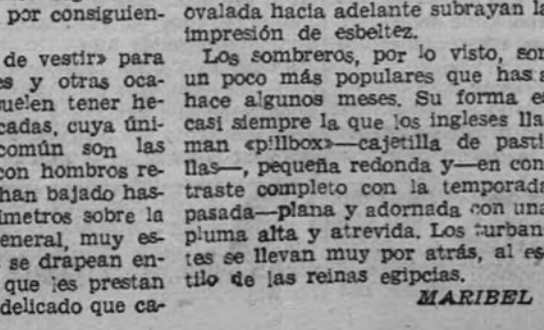 por consiguien-
de vestir» para
es y otras oca-
uelen tener he-
cadas, cuya úni-
común son las
con hombros re-
han bajado has-
ímetros sobre la
eneral, muy es-
se drapean en-
que les prestan
delicado que ca-
ovalada hacia adelante subrayan la
impresión de esbeltez.
Los sombreros, por lo visto, son
un poco más populares que hasa
hace algunos meses. Su forma es
casi siempre la que los ingleses lla-
man «pillbox»—cajetilla de pasti-
llas—, pequeña redonda y—en con-
traste completo con la temporada
pasada—plana y adornada con una
pluma alta y atrevida. Los turban-
tes se llevan muy por atrás, al es-
tilo de las reinas egipcias.
MARIBEL